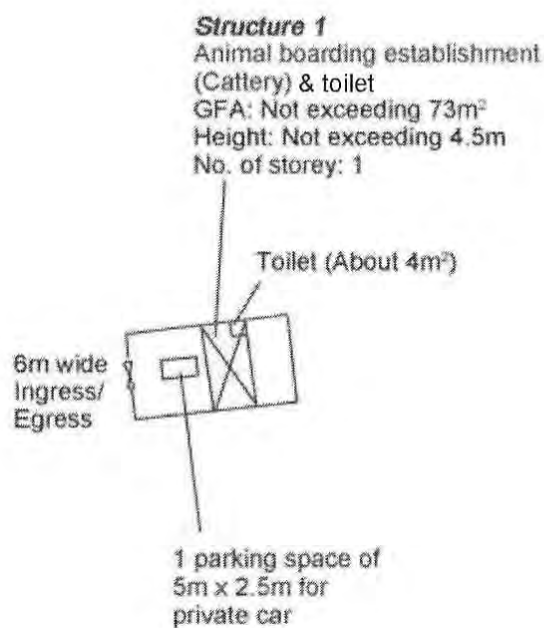 Structure 1
Animal boarding establishment
(Cattery) & toilet
GFA: Not exceeding 73m²
Height: Not exceeding 4.5m
No. of storey: 1
Toilet (About 4m²)
6m wide
Ingress/
Egress
1 parking space of
5m x 2.5m for
private car